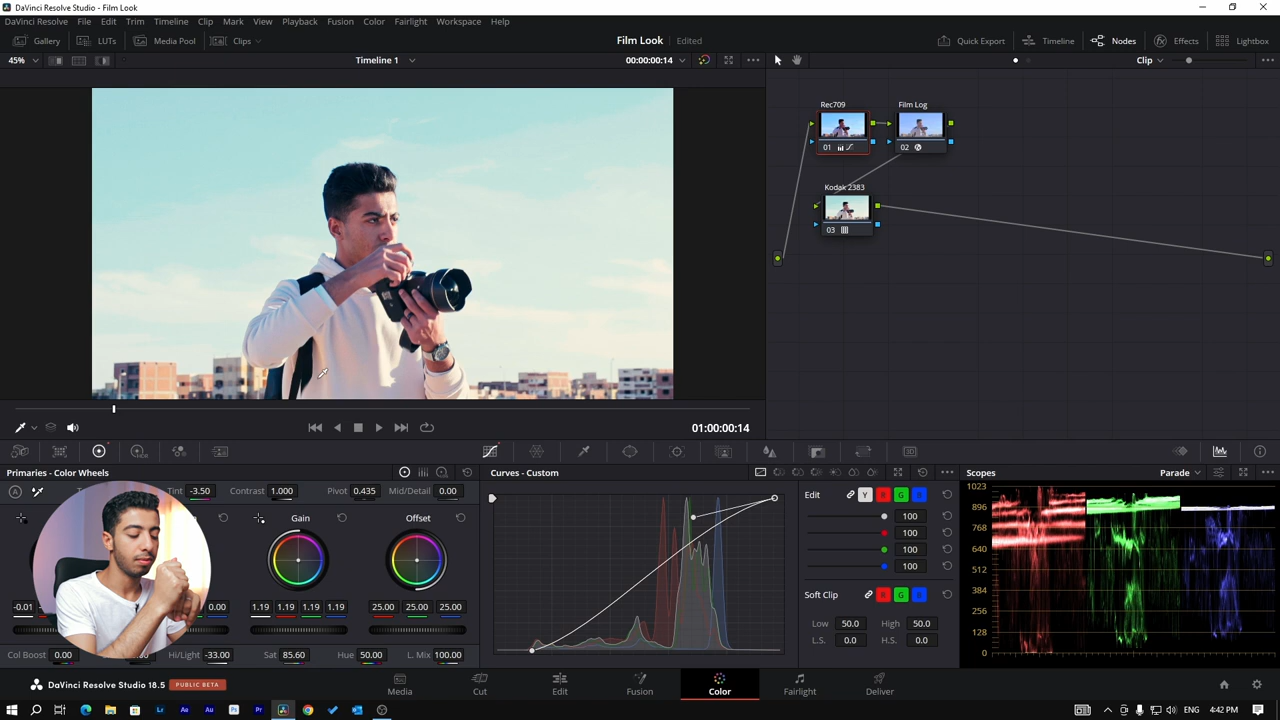 DaVinci Resolve Studio - Film Look
DaVinci Resolve File Edit Trim Timeline Clip Mark View Playback Fusion Color Fairlight Workspace Help
Gallery LUTs Media Pool Clips Film Look Edited Quick Export Timeline Nodes Effects Lightbox
45% Timeline 1 00:00:00:14 Clip
Rec709 Film Log
01 02
Kodak 2383
03
01:00:00:14
Primaries - Color Wheels Curves - Custom Scopes Parade
Tint -3.50 Contrast 1.000 Pivot 0.435 Mid/Detail 0.00
Edit Y R G B
Gain Offset
100
100
100
100
Soft Clip R G B
-0.01 0.00 1.19 1.19 1.19 1.19 25.00 25.00 25.00
Low 50.0 High 50.0
L.S. 0.0 H.S. 0.0
Col Boost 0.00 Hi/Light -33.00 Sat 85.60 Hue 50.00 L. Mix 100.00
1023
896
768
640
512
384
256
128
0
DaVinci Resolve Studio 18.5 PUBLIC BETA
Media Cut Edit Fusion Color Fairlight Deliver
Lr Ae Au Ps Pr ENG 4:42 PM